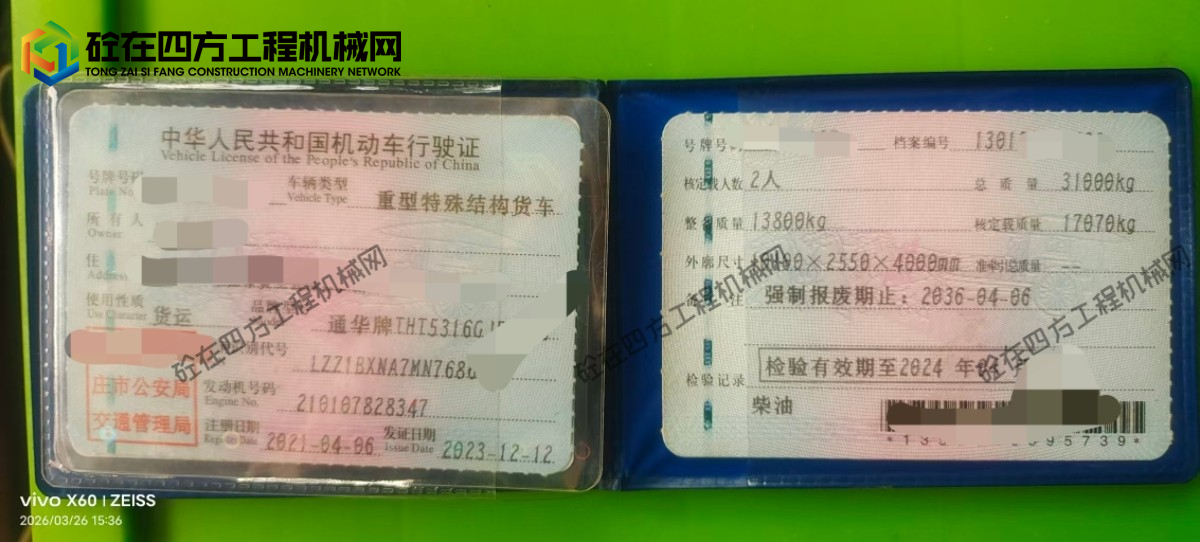 砼在四方工程机械网
TONG ZAI SI FANG CONSTRUCTION MACHINERY NETWORK
中华人民共和国机动车行驶证
Vehicle License of the People's Republic of China
号牌号码
Plate No.
车辆类型
Vehicle Type
重型特殊结构货车
所有人
Owner
住
Address
使用性质
Use Character
货运
品牌
通华牌THT5316G
别代号
LZZ1BXNA7MN768
庄市公安局
交通管理局
发动机号码
Engine No.
210107828347
注册日期
2021-04-06
发证日期
Issue Date
2023-12-12
号牌号
档案编号
1301
核定载人数
2人
总质量
31000kg
整备质量
13800kg
核定载质量
17070kg
外廓尺寸
00×2550×4000mm
准牵引总质量
--
注
强制报废期止：2036-04-06
检验记录
检验有效期至2024 年
柴油
95739*
砼在四方工程机械网
砼在四方工程机械网
砼在四方工程机械网
vivo X60 | ZEISS
2026/03/26 15:36